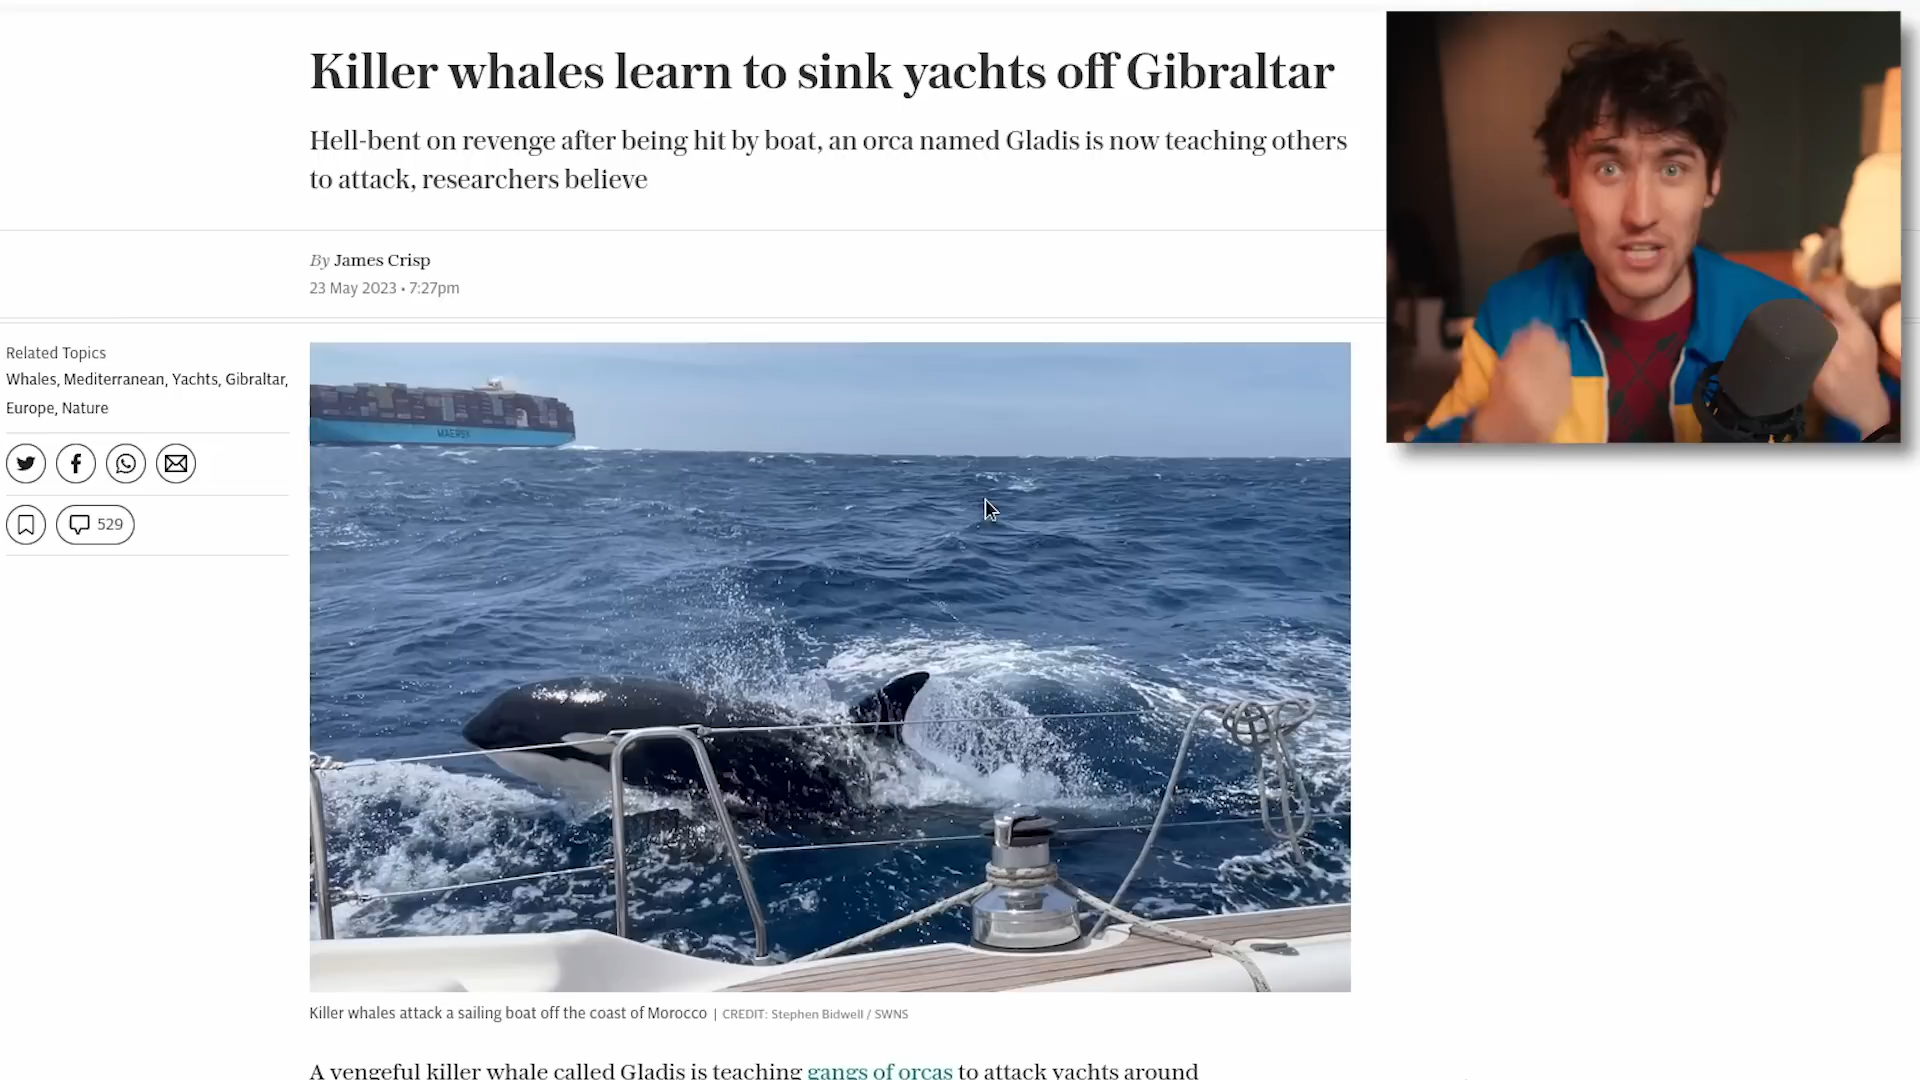 Killer whales learn to sink yachts off Gibraltar
Hell-bent on revenge after being hit by boat, an orca named Gladis is now teaching others
to attack, researchers believe
By James Crisp
23 May 2023 • 7:27pm
Related Topics
Whales, Mediterranean, Yachts, Gibraltar,
Europe, Nature
529
MAERSK
Killer whales attack a sailing boat off the coast of Morocco | CREDIT: Stephen Bidwell / SWNS
A vengeful killer whale called Gladis is teaching gangs of orcas to attack yachts around